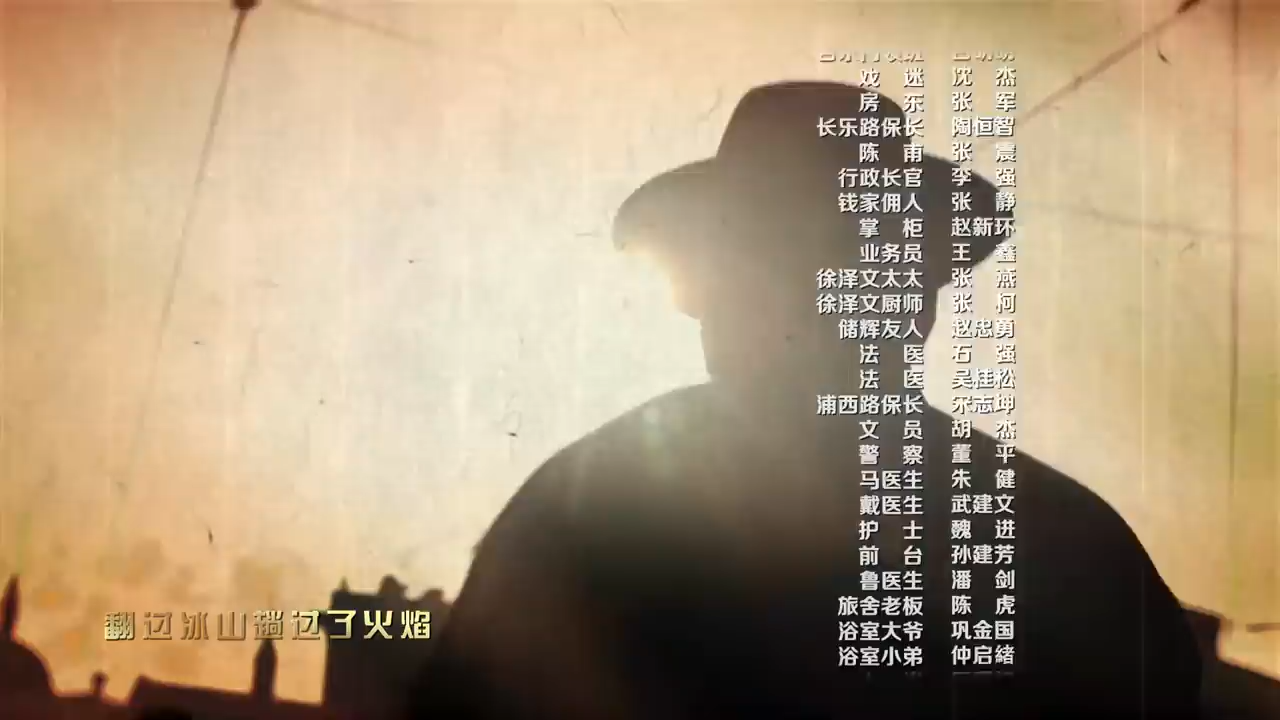 戏迷 沈杰
房东 张军
长乐路保长 陶恒智
陈甫 张震
行政长官 李强
钱家佣人 张静
掌柜 赵新环
业务员 王鑫
徐泽文太太 张燕
徐泽文厨师 张柯
储辉友人 赵忠勇
法医 石强
法医 吴桂松
浦西路保长 宋志坤
文员 胡杰
警察 董平
马医生 朱健
戴医生 武建文
护士 魏进
前台 孙建芳
鲁医生 潘剑
旅舍老板 陈虎
浴室大爷 巩金国
浴室小弟 仲启緒
翻过冰山 趟过了火焰